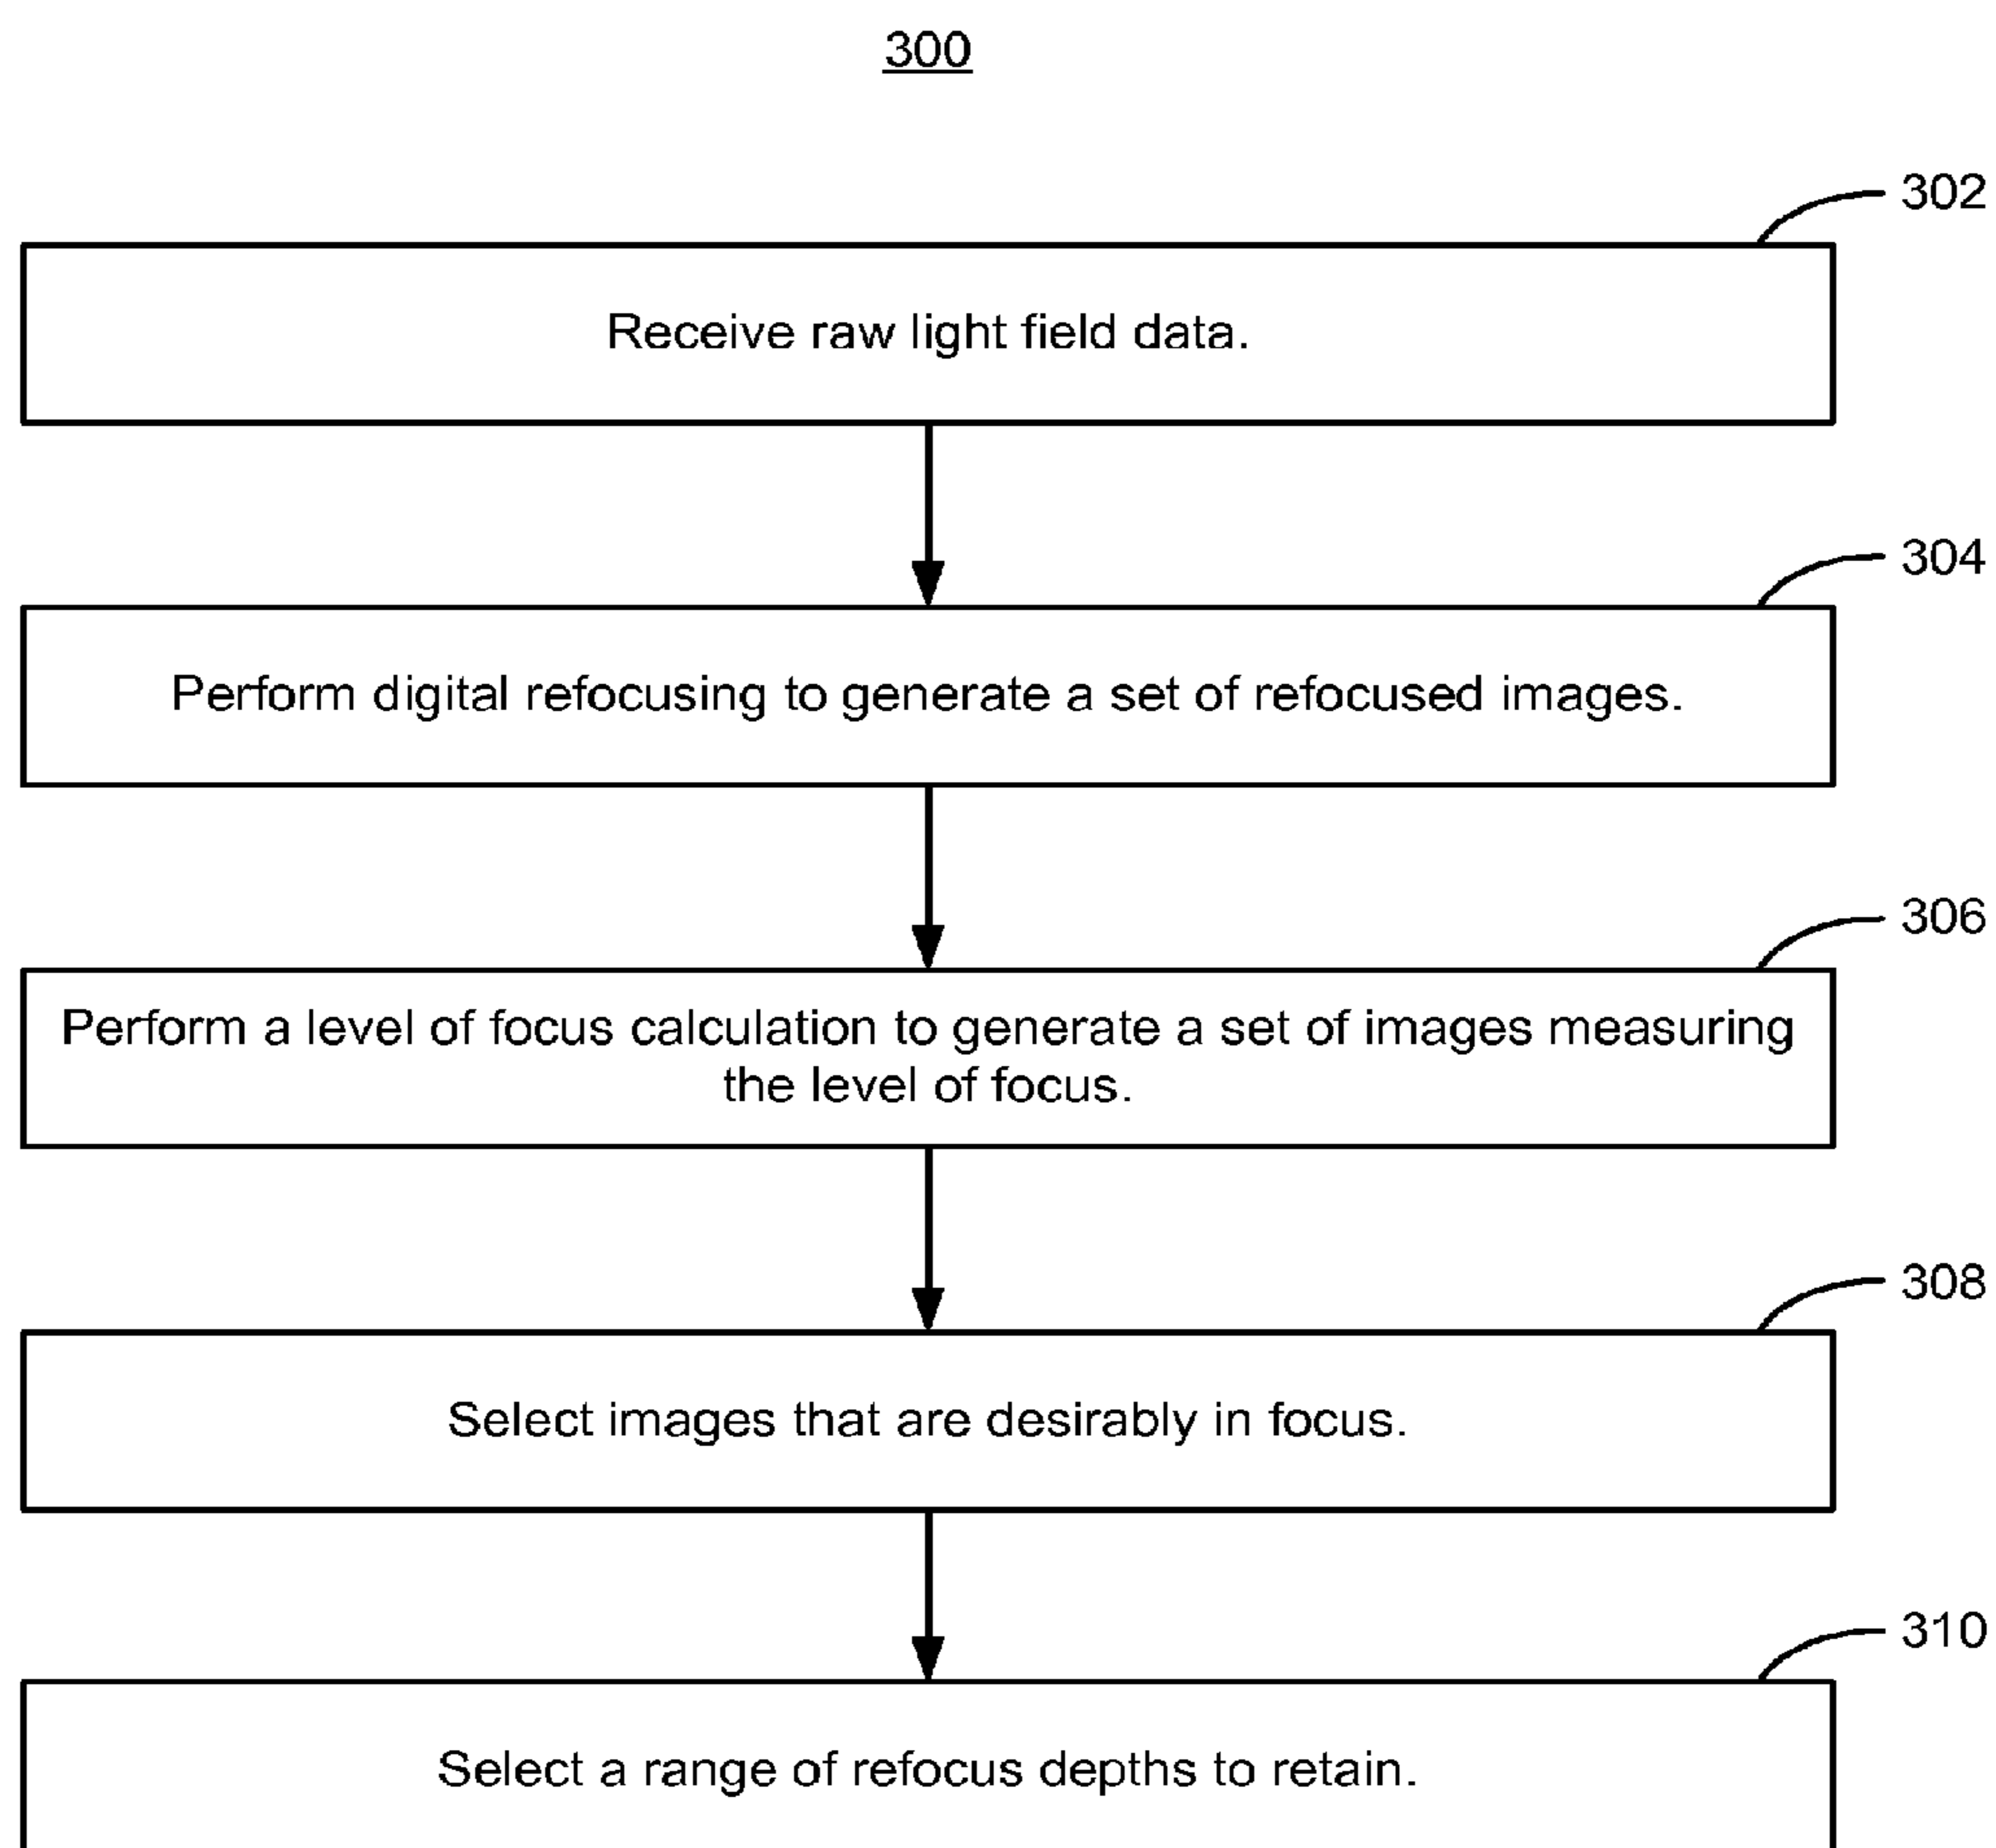 300
302
Receive raw light field data.
304
Perform digital refocusing to generate a set of refocused images.
306
Perform a level of focus calculation to generate a set of images measuring
the level of focus.
308
Select images that are desirably in focus.
310
Select a range of refocus depths to retain.